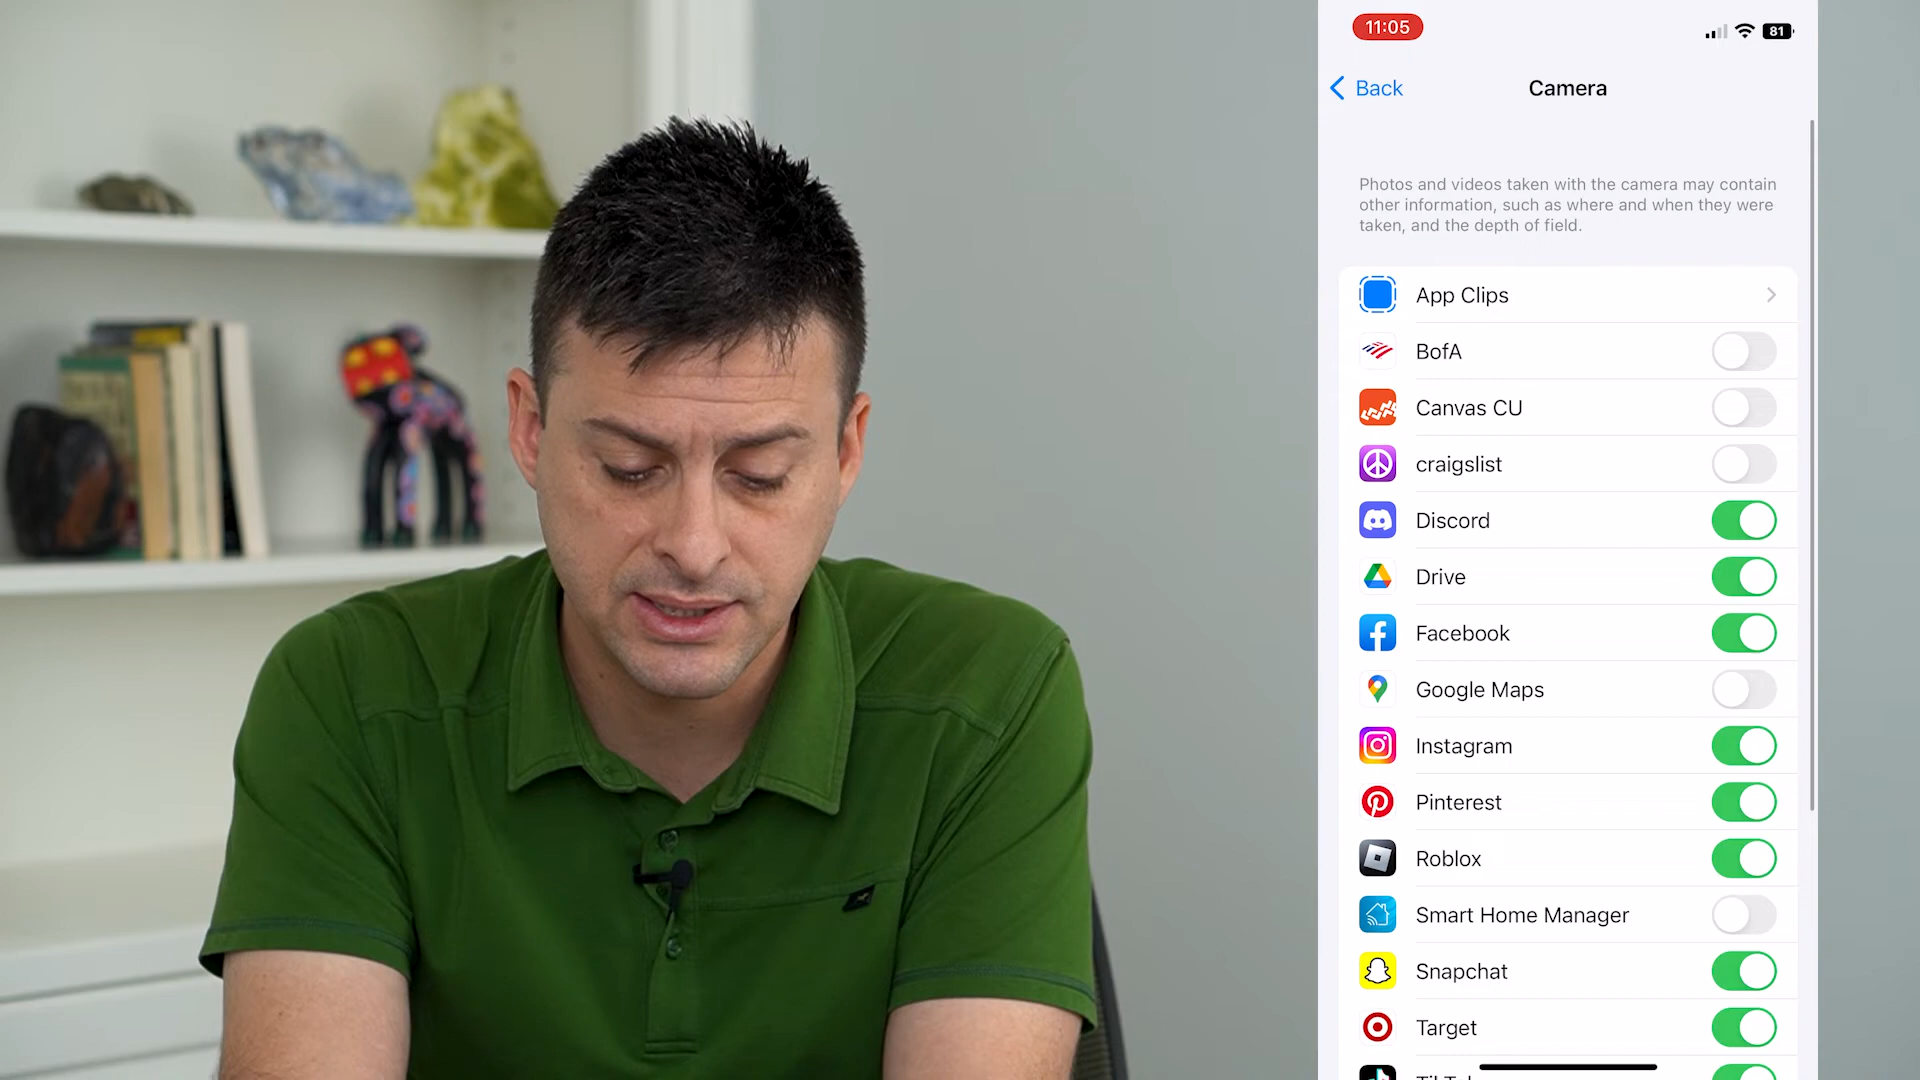 11:05
81
Back
Camera
Photos and videos taken with the camera may contain
other information, such as where and when they were
taken, and the depth of field.
App Clips
BofA
Canvas CU
craigslist
Discord
Drive
Facebook
Google Maps
Instagram
Pinterest
Roblox
Smart Home Manager
Snapchat
Target